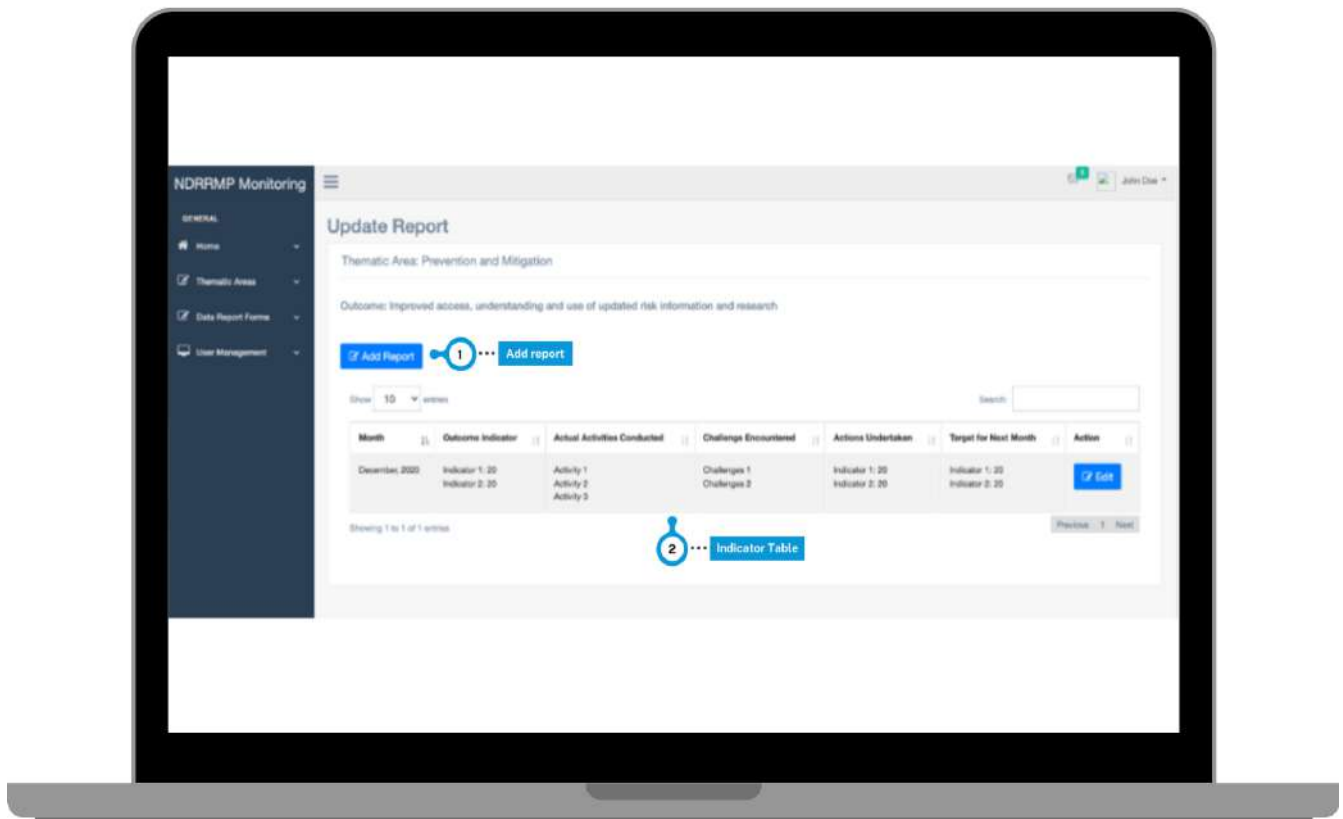 NDRRMP Monitoring
John Doe
GENERAL
Home
Thematic Areas
Data Report Forms
User Management
Update Report
Thematic Area: Prevention and Mitigation
Outcome: Improved access, understanding and use of updated risk information and research
Add Report
1 ... Add report
Show 10 entries
Search:
Month Outcome Indicator Actual Activities Conducted Challenge Encountered Actions Undertaken Target for Next Month Action
December, 2020 Indicator 1: 20 Activity 1 Challenges 1 Indicator 1: 20 Indicator 1: 20 Edit
Indicator 2: 20 Activity 2 Challenges 2 Indicator 2: 20 Indicator 2: 20
Activity 3
Showing 1 to 1 of 1 entries
Previous 1 Next
2 ... Indicator Table